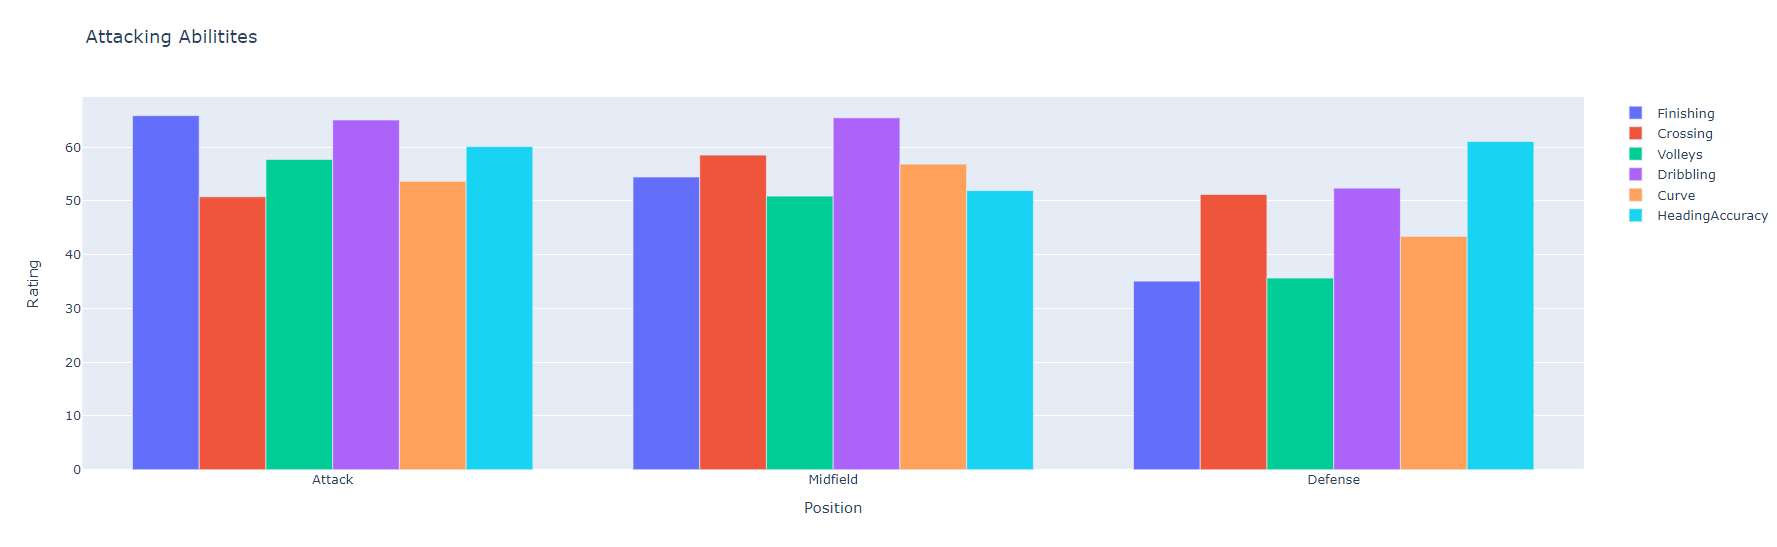 Attacking Abilitites
Rating
60
50
40
30
20
10
0
Attack
Midfield
Defense
Position
Finishing
Crossing
Volleys
Dribbling
Curve
HeadingAccuracy